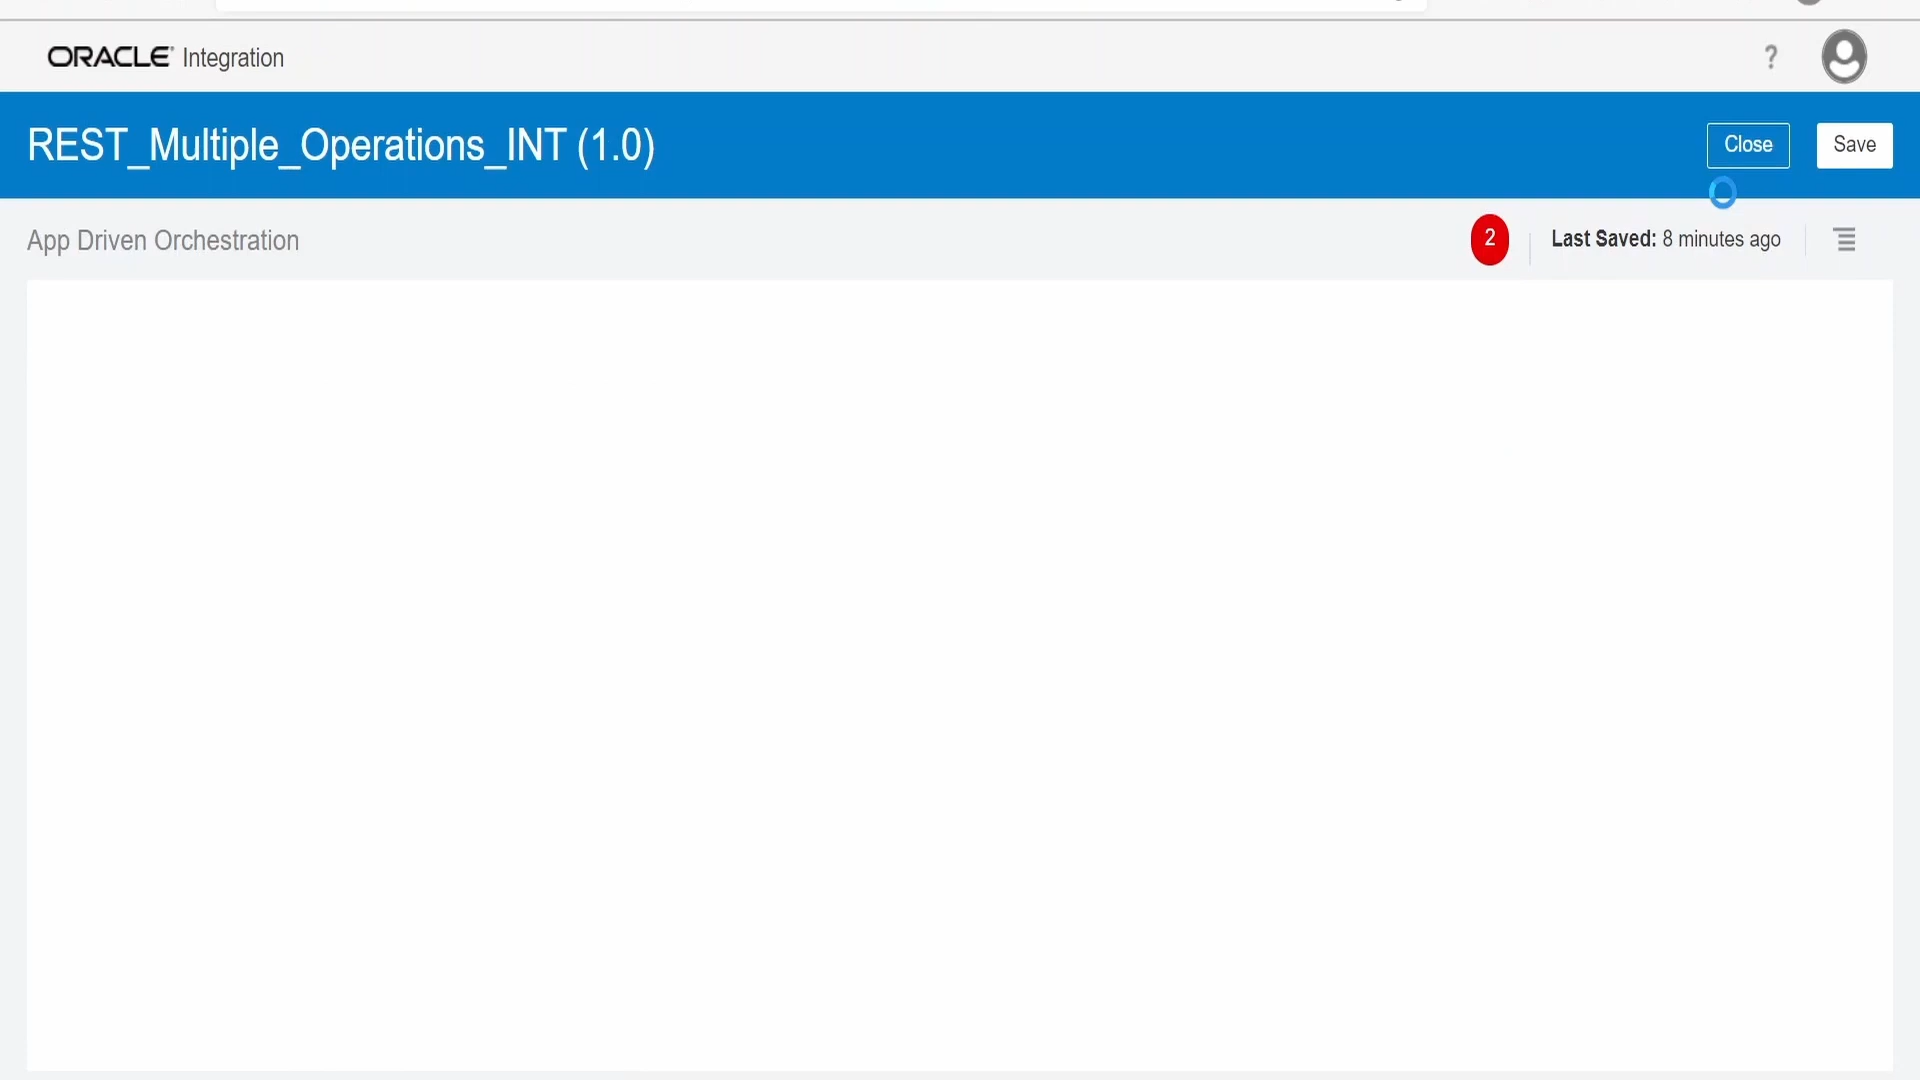 ORACLE Integration
?
REST_Multiple_Operations_INT (1.0)
Close
Save
App Driven Orchestration
2
Last Saved: 8 minutes ago